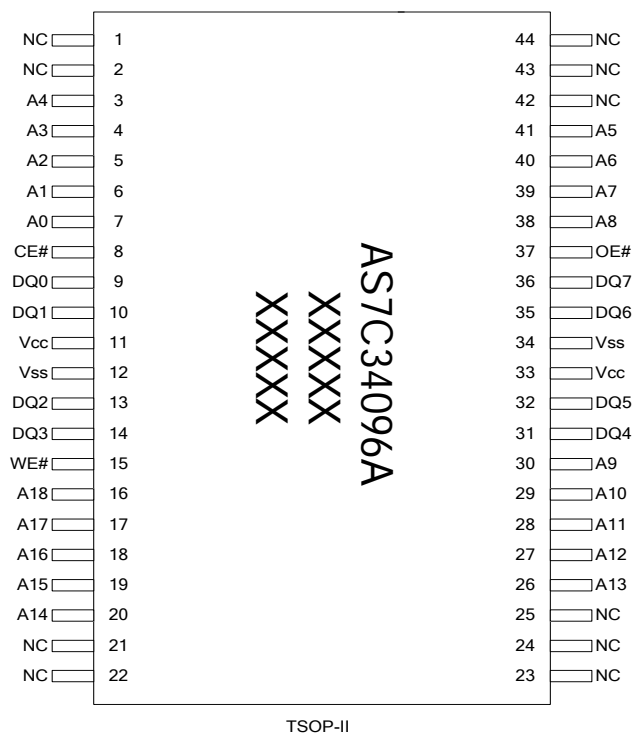 NC 1 44 NC
NC 2 43 NC
A4 3 42 NC
A3 4 41 A5
A2 5 40 A6
A1 6 39 A7
A0 7 38 A8
CE# 8 37 OE#
DQ0 9 36 DQ7
DQ1 10 35 DQ6
Vcc 11 34 Vss
Vss 12 33 Vcc
DQ2 13 32 DQ5
DQ3 14 31 DQ4
WE# 15 30 A9
A18 16 29 A10
A17 17 28 A11
A16 18 27 A12
A15 19 26 A13
A14 20 25 NC
NC 21 24 NC
NC 22 23 NC
AS7C34096A
XXXXX
XXXXX
TSOP-II